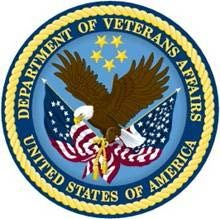 DEPARTMENT OF VETERANS AFFAIRS
UNITED STATES OF AMERICA